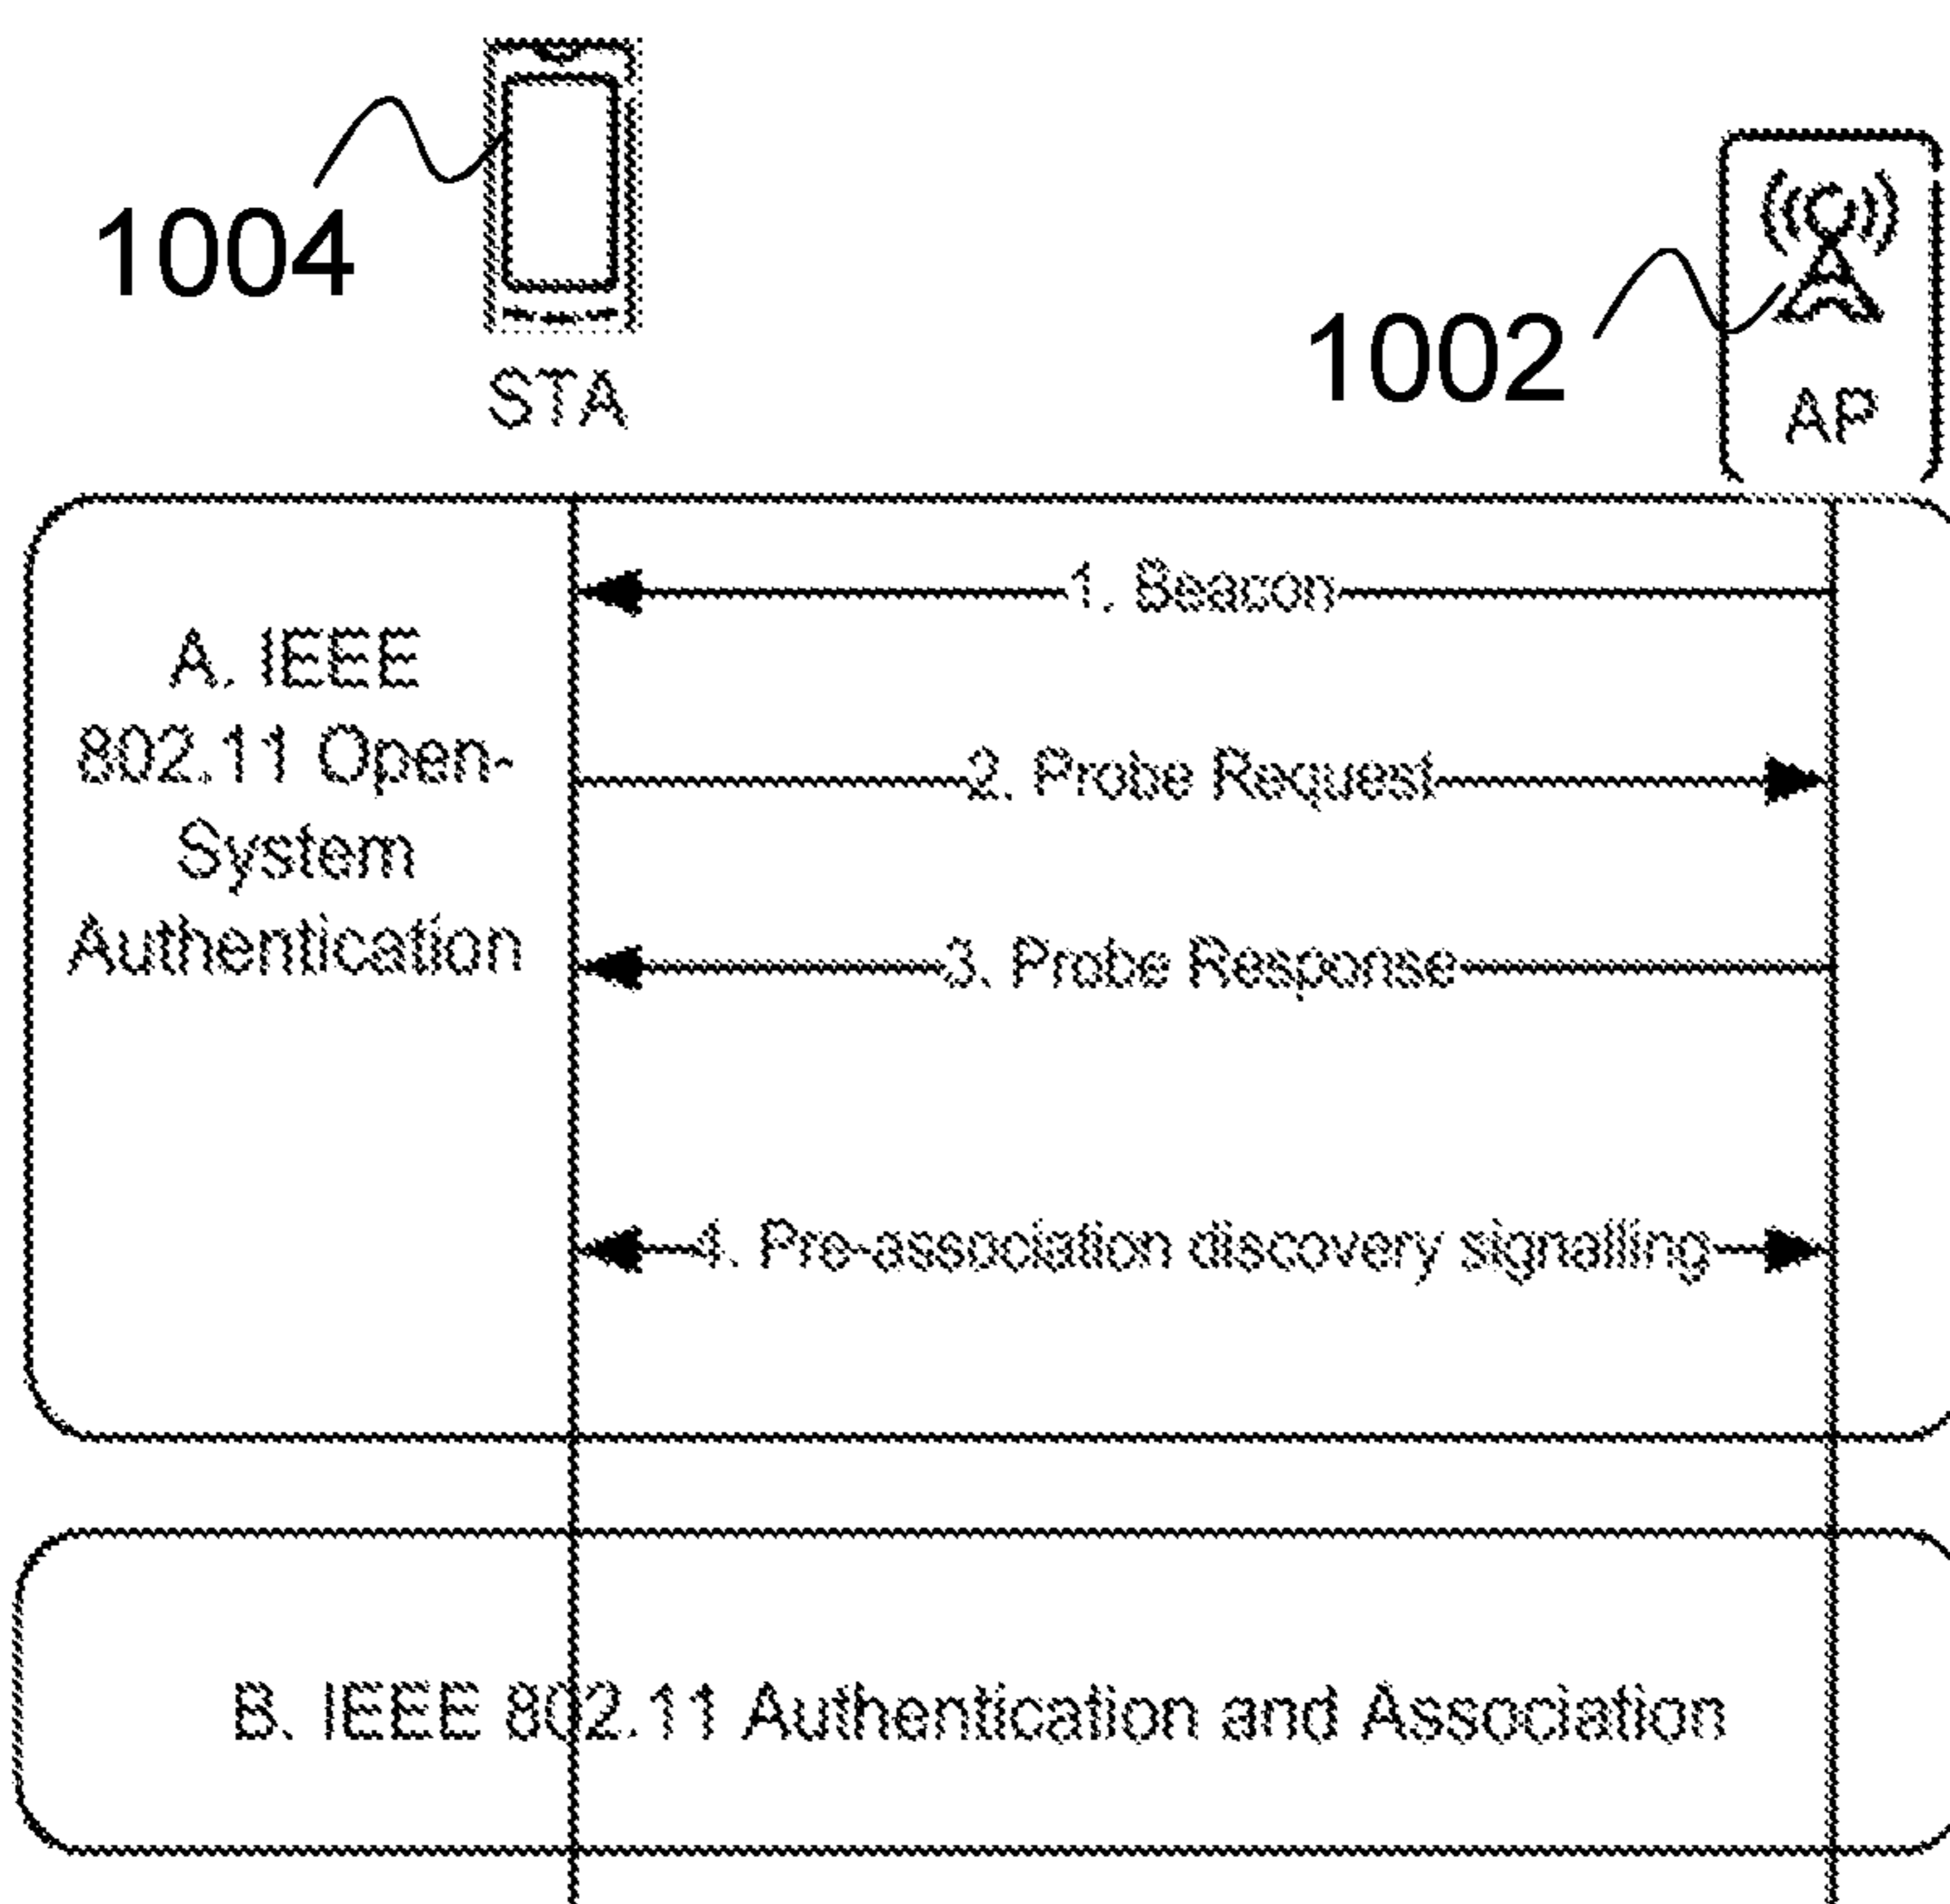 1004
STA
1002
AP
1. Beacon
A. IEEE
802.11 Open-
System
Authentication
2. Probe Request
3. Probe Response
4. Pre-association discovery signalling
B. IEEE 802.11 Authentication and Association